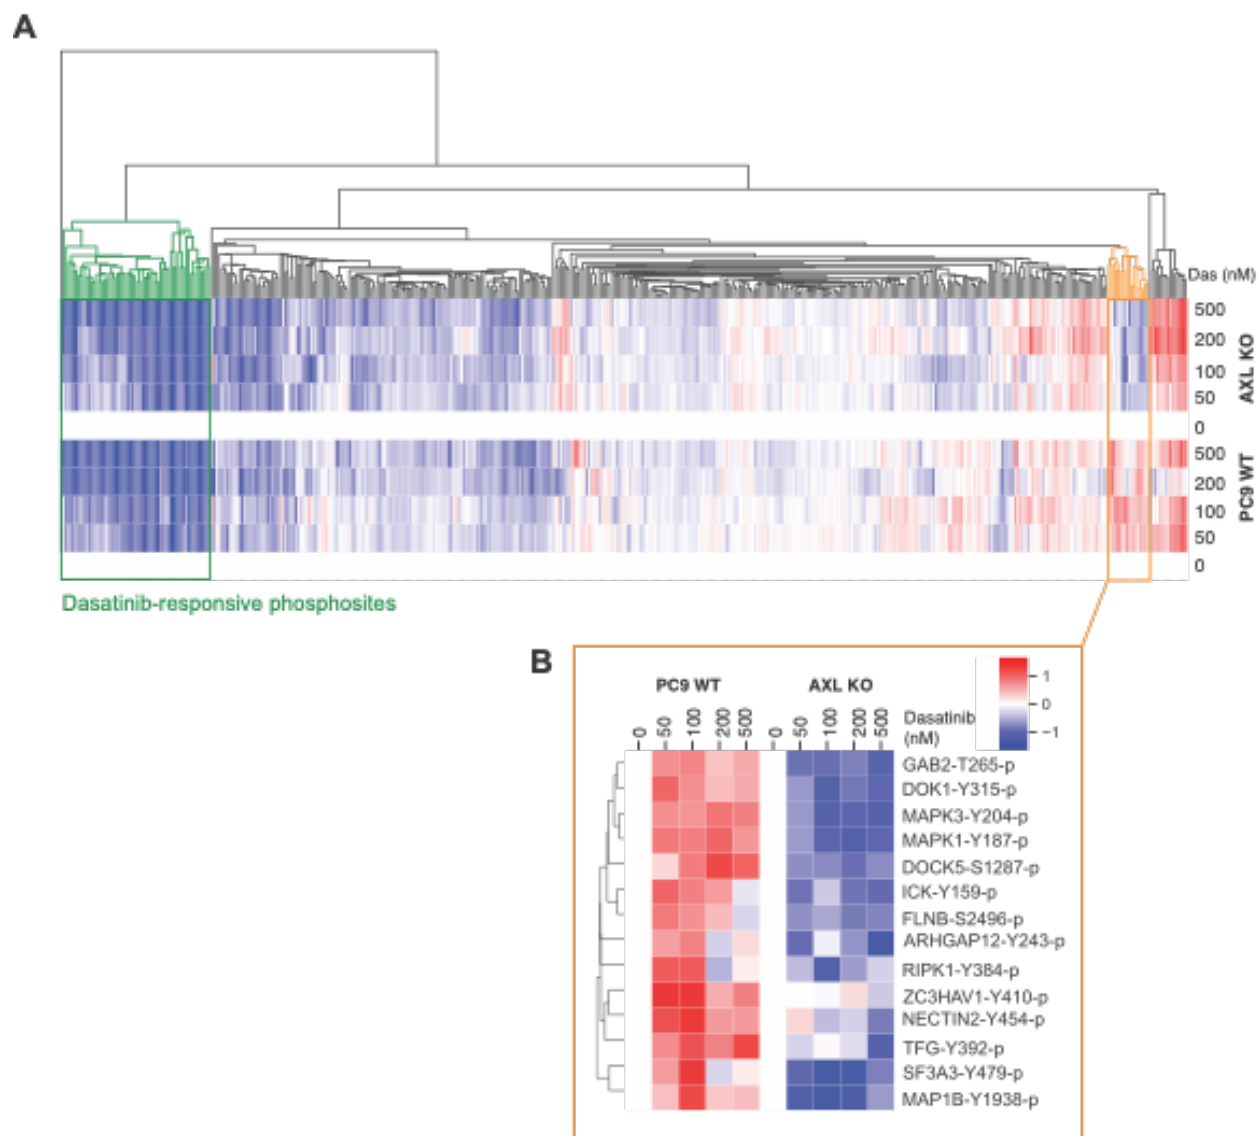 A
Das (nM)
500
200
100
50
0
AXL KO
500
200
100
50
0
PC9 WT
Dasatinib-responsive phosphosites
B
PC9 WT
AXL KO
1
0
−1
0
50
100
200
500
0
50
100
200
500
Dasatinib
(nM)
GAB2-T265-p
DOK1-Y315-p
MAPK3-Y204-p
MAPK1-Y187-p
DOCK5-S1287-p
ICK-Y159-p
FLNB-S2496-p
ARHGAP12-Y243-p
RIPK1-Y384-p
ZC3HAV1-Y410-p
NECTIN2-Y454-p
TFG-Y392-p
SF3A3-Y479-p
MAP1B-Y1938-p